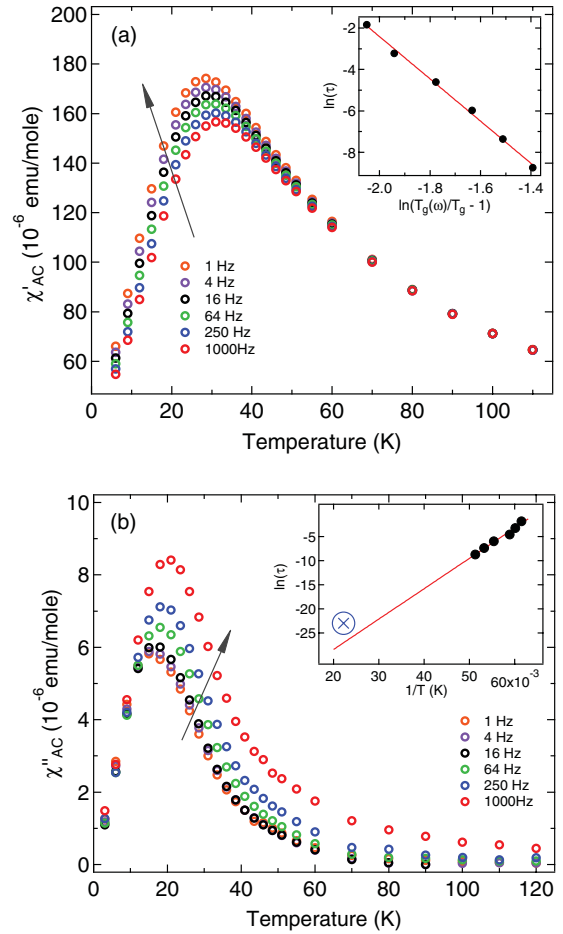 (a)
200
180
160
140
120
100
80
60
χ'AC (10-6 emu/mole)
0
20
40
60
80
100
Temperature (K)
1 Hz
4 Hz
16 Hz
64 Hz
250 Hz
1000Hz
-2
-4
-6
-8
ln(τ)
-2.0
-1.8
-1.6
-1.4
ln(Tg(ω)/Tg - 1)
(b)
10
8
6
4
2
0
χ"AC (10-6 emu/mole)
0
20
40
60
80
100
120
Temperature (K)
-5
-10
-15
-20
-25
ln(τ)
20
30
40
50
60x10-3
1/T (K)
1 Hz
4 Hz
16 Hz
64 Hz
250 Hz
1000Hz